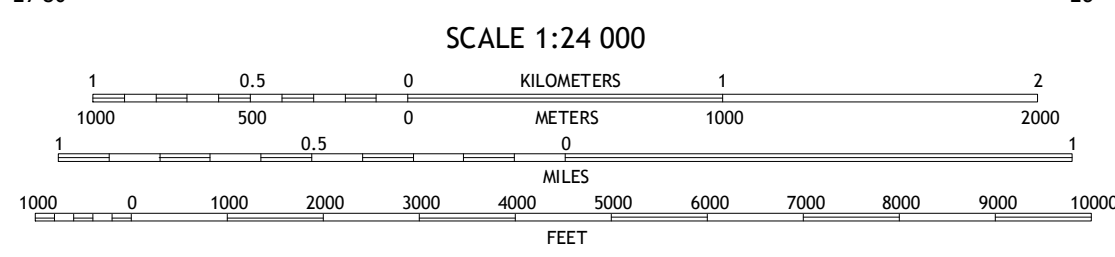 SCALE 1:24 000
1 0.5 0 KILOMETERS 1 2
1000 500 0 METERS 1000 2000
1 0.5 0 1
MILES
1000 0 1000 2000 3000 4000 5000 6000 7000 8000 9000 10000
FEET